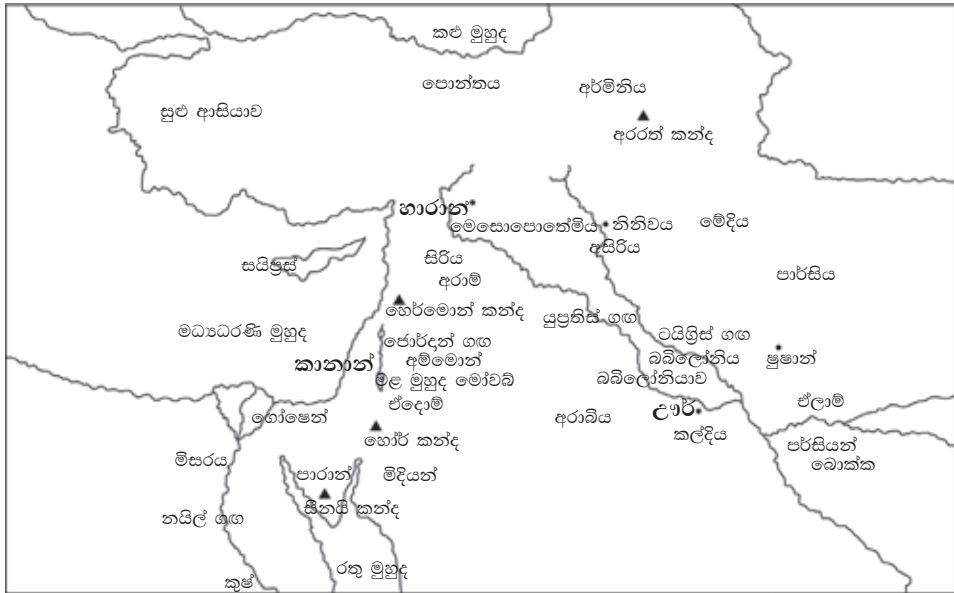 කළු මුහුද
පොන්තය
අර්මිනිය
සුළු ආසියාව
අරරත් කන්ද
හාරාන්
මෙසොපොතේමිය
නිනිවය
මේදිය
අසිරිය
සිරිය
සයිප්‍රස්
අරාම්
පාර්සිය
හෙර්මොන් කන්ද
යුප්‍රතිස් ගඟ
මධ්‍යධරණි මුහුද
ටයිග්‍රිස් ගඟ
ජොර්දාන් ගඟ
කානාන්
අම්මොන්
බබිලෝනිය
ෂුෂාන්
මළ මුහුද මෝවබ්
බබිලෝනියාව
ඒදොම්
ඒලාම්
ගෝෂෙන්
අරාබිය
ඌර්
හෝර් කන්ද
කල්දිය
පර්සියන්
බොක්ක
මිසරය
පාරාන්
මිදියන්
සීනයි කන්ද
නයිල් ගඟ
රතු මුහුද
කුෂ්